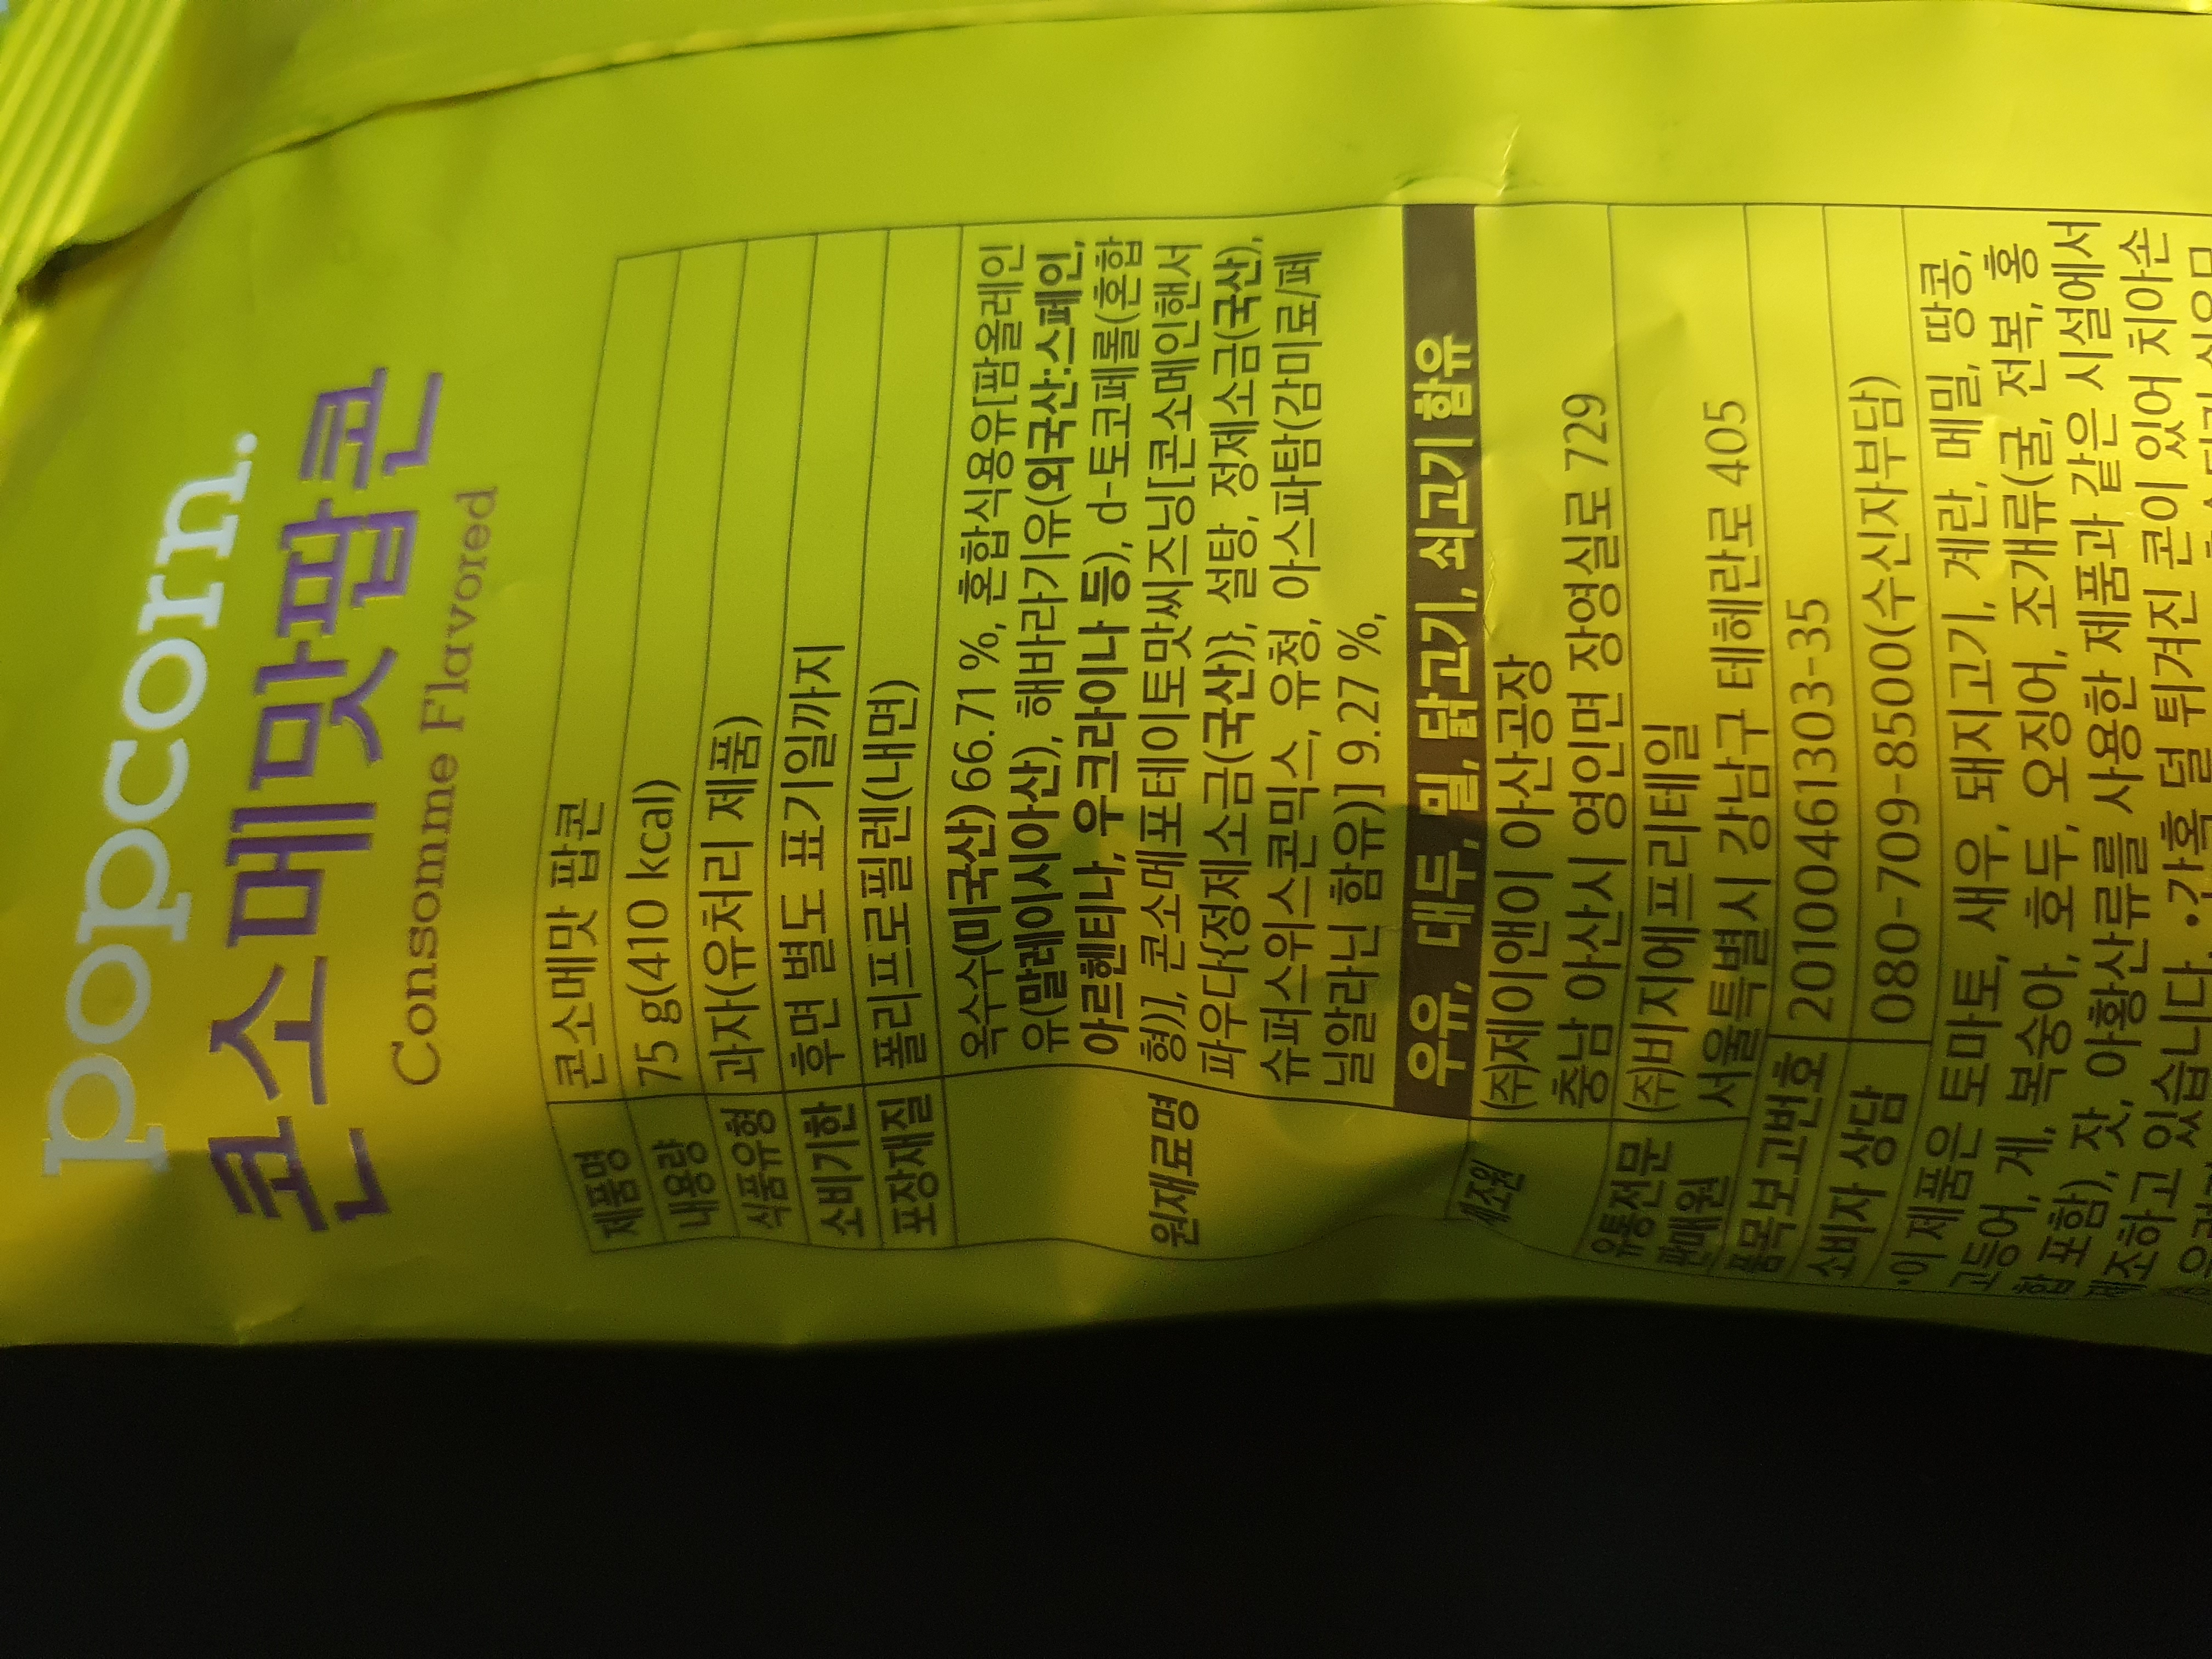 popcorn.
콘소메맛팝콘
Consomme Flavored
제품명 콘소메맛 팝콘
내용량 75 g(410 kcal)
식품유형 과자(유처리 제품)
소비기한 후면 별도 표기일까지
포장재질 폴리프로필렌(내면)
원재료명
옥수수(미국산) 66.71 %, 혼합식용유[팜올레인
유(말레이시아산), 해바라기유(외국산:스페인,
아르헨티나, 우크라이나 등), d-토코페롤(혼합
형)], 콘소메포테이토맛씨즈닝[콘소메인핸서
파우다{정제소금(국산)}, 설탕, 정제소금(국산),
슈퍼스위스콘믹스, 유청, 아스파탐(감미료/페
닐알라닌 함유)] 9.27 %,
우유, 대두, 밀, 닭고기, 쇠고기 함유
제조원 (주)제이앤이 아산공장
충남 아산시 영인면 장영실로 729
유통전문 (주)비지에프리테일
판매원 서울특별시 강남구 테헤란로 405
품목보고번호 20100461303-35
소비자 상담 080-709-8500(수신자부담)
•이 제품은 토마토, 새우, 돼지고기, 계란, 메밀, 땅콩,
고등어, 게, 복숭아, 호두, 오징어, 조개류(굴, 전복, 홍
합 포함), 잣, 아황산류를 사용한 제품과 같은 시설에서
제조하고 있습니다. •간혹 덜 튀겨진 콘이 있어 치아손